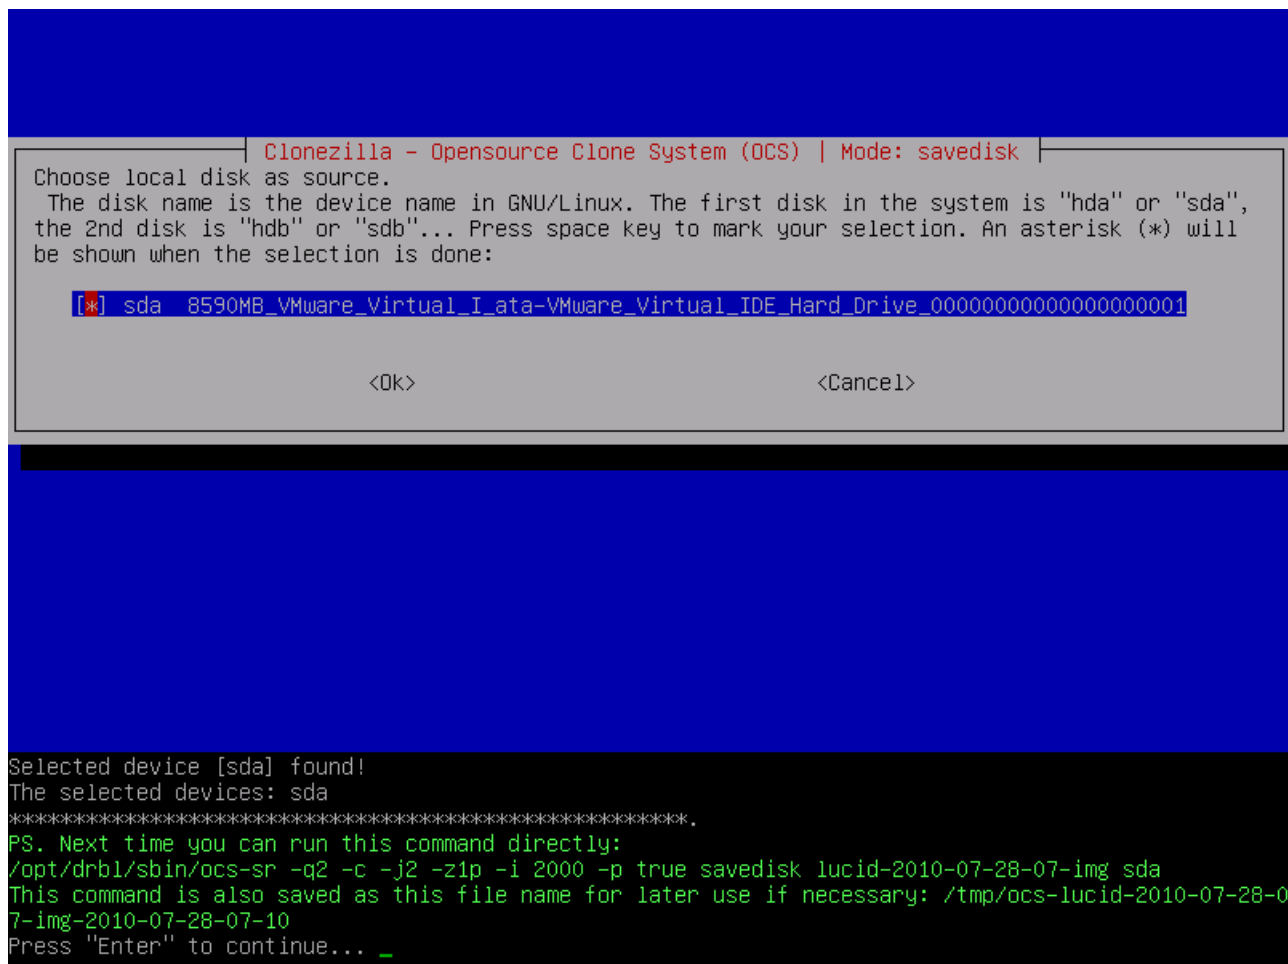 Clonezilla - Opensource Clone System (OCS) | Mode: savedisk
Choose local disk as source.
The disk name is the device name in GNU/Linux. The first disk in the system is "hda" or "sda",
the 2nd disk is "hdb" or "sdb"... Press space key to mark your selection. An asterisk (*) will
be shown when the selection is done:
[*] sda 8590MB_VMware_Virtual_I_ata-VMware_Virtual_IDE_Hard_Drive_00000000000000000001
<Ok> <Cancel>
Selected device [sda] found!
The selected devices: sda
*****************************************************.
PS. Next time you can run this command directly:
/opt/drbl/sbin/ocs-sr -q2 -c -j2 -z1p -i 2000 -p true savedisk lucid-2010-07-28-07-img sda
This command is also saved as this file name for later use if necessary: /tmp/ocs-lucid-2010-07-28-0
7-img-2010-07-28-07-10
Press "Enter" to continue... _